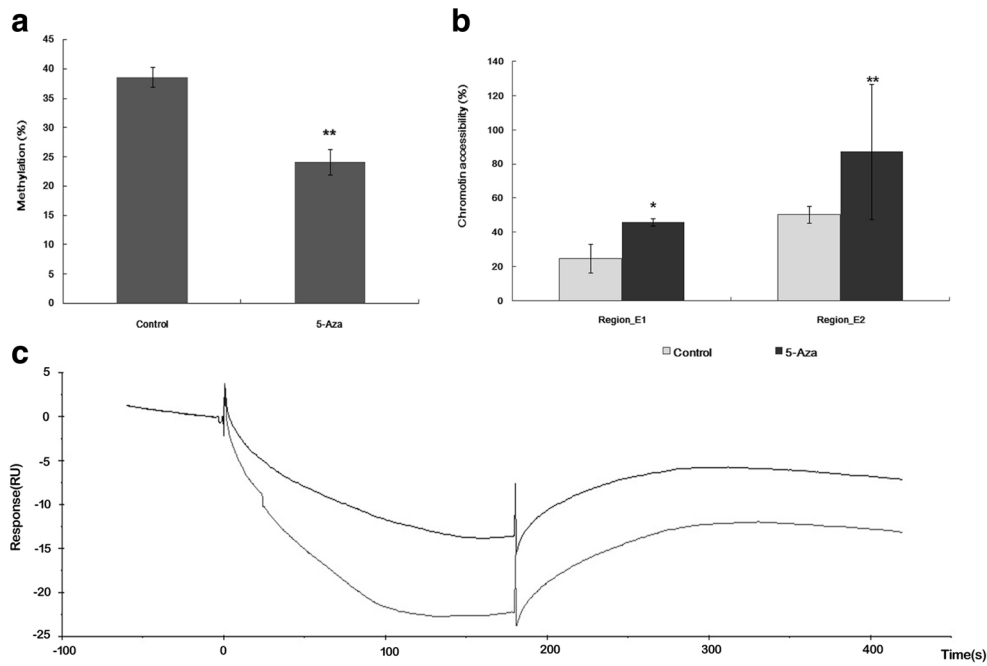 a
Methylation (%)
45
40
35
30
25
20
15
10
5
0
**
Control
5-Aza
b
Chromotin accessibility (%)
140
120
100
80
60
40
20
0
*
**
Region_E1
Region_E2
Control
5-Aza
c
Response(RU)
5
0
-5
-10
-15
-20
-25
-100
0
100
200
300
400
Time(s)